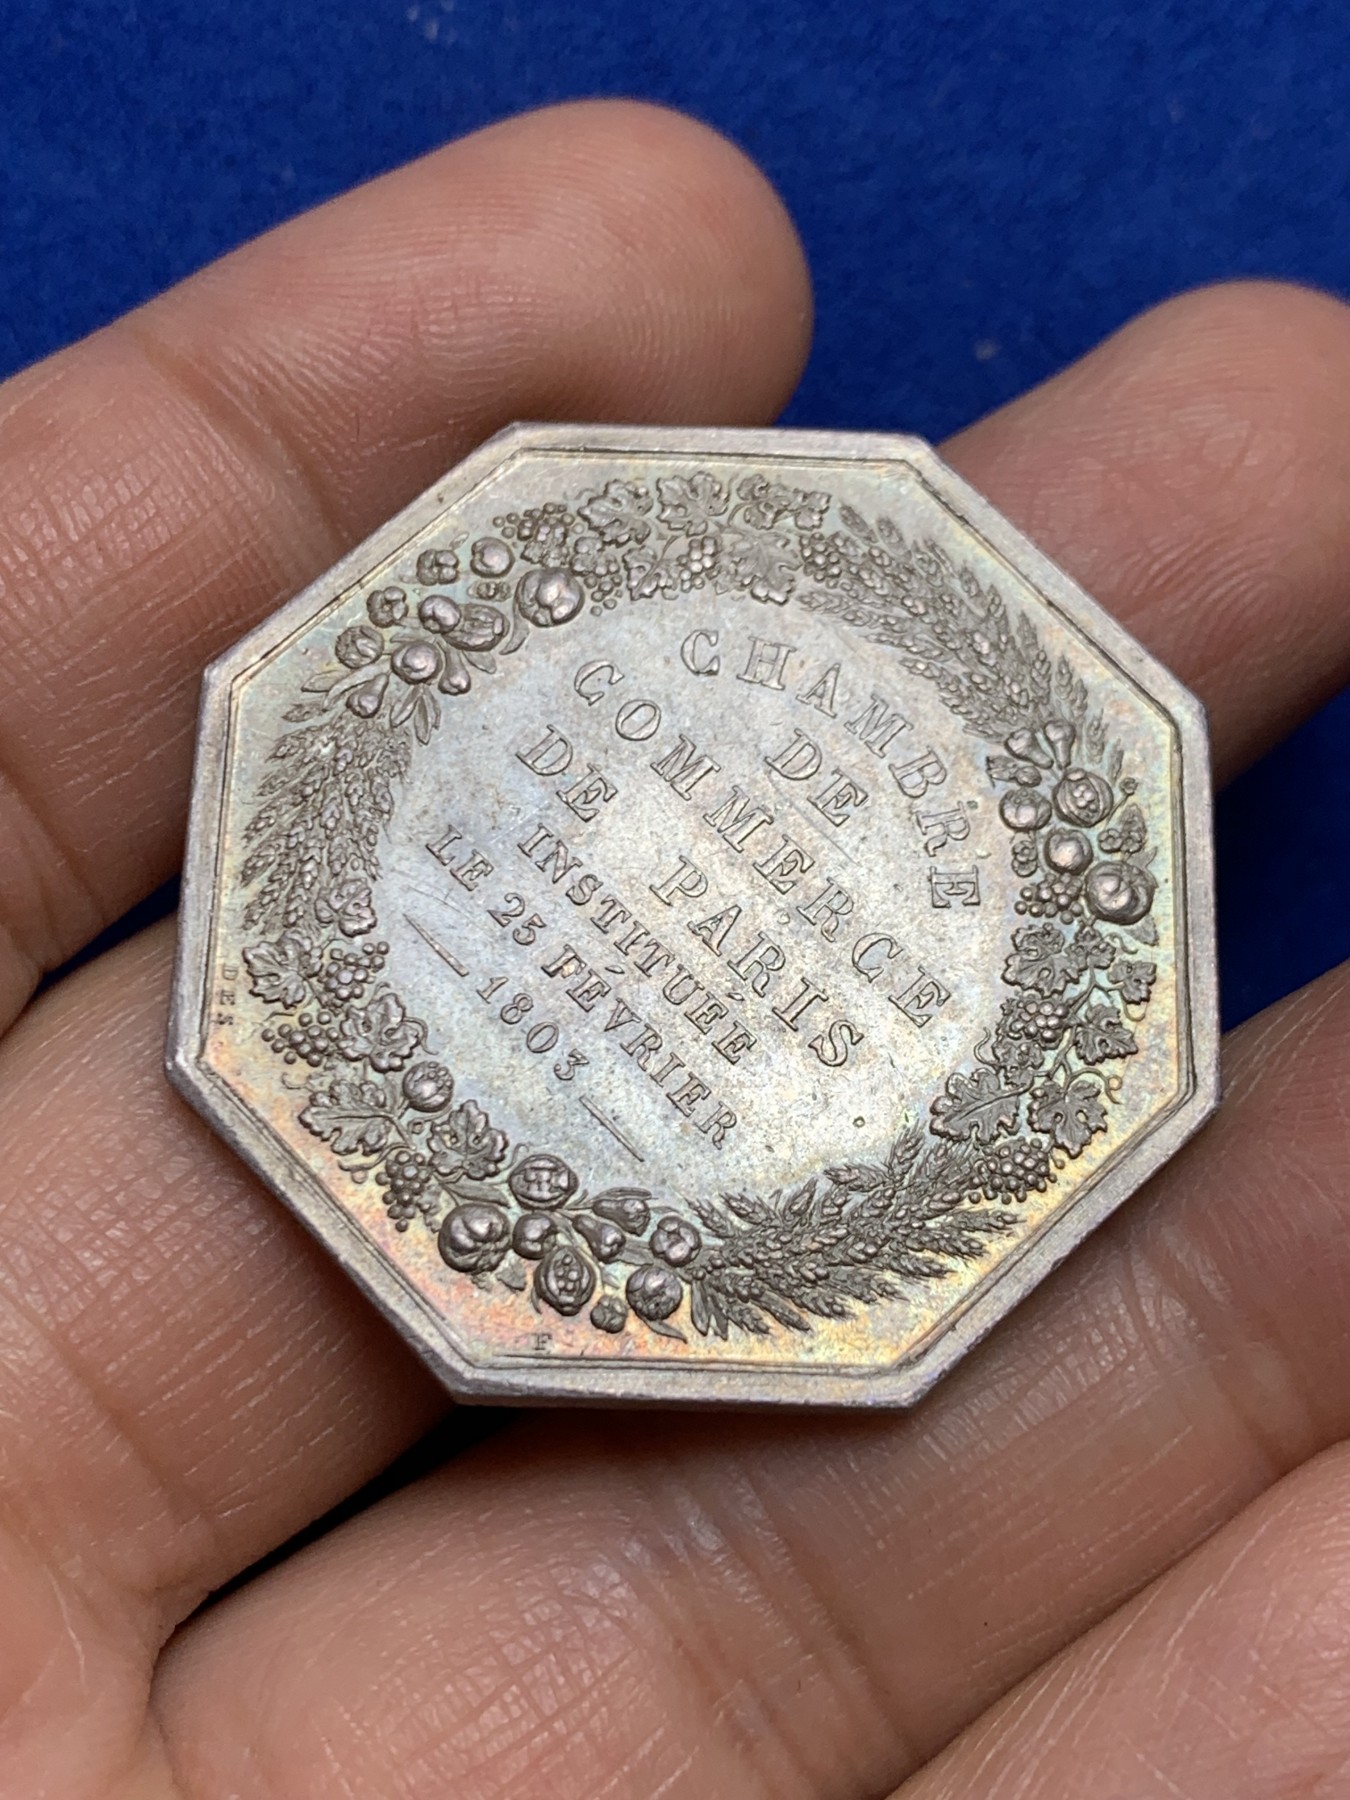 CHAMBRE
DE
COMMERCE
DE PARIS
INSTITUÉE
LE 25 FÉVRIER
1803
DES
F